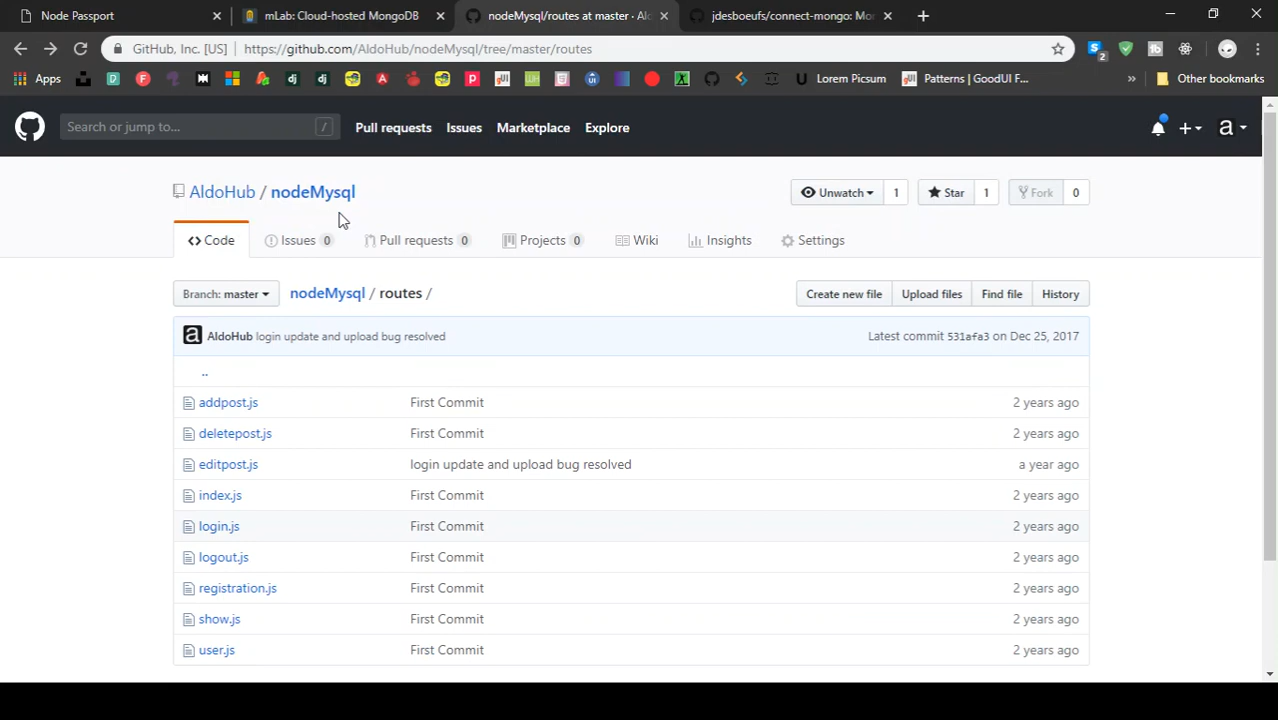 Node Passport
mLab: Cloud-hosted MongoDB
nodeMysql/routes at master · Al
jdesboeufs/connect-mongo: Mo
GitHub, Inc. [US] https://github.com/AldoHub/nodeMysql/tree/master/routes
2
Apps
Lorem Picsum
Patterns | GoodUI F...
»
Other bookmarks
Search or jump to... /
Pull requests Issues Marketplace Explore
AldoHub / nodeMysql
Unwatch 1 Star 1 Fork 0
Code Issues 0 Pull requests 0 Projects 0 Wiki Insights Settings
Branch: master
nodeMysql / routes /
Create new file Upload files Find file History
AldoHub login update and upload bug resolved Latest commit 531afa3 on Dec 25, 2017
..
addpost.js First Commit 2 years ago
deletepost.js First Commit 2 years ago
editpost.js login update and upload bug resolved a year ago
index.js First Commit 2 years ago
login.js First Commit 2 years ago
logout.js First Commit 2 years ago
registration.js First Commit 2 years ago
show.js First Commit 2 years ago
user.js First Commit 2 years ago